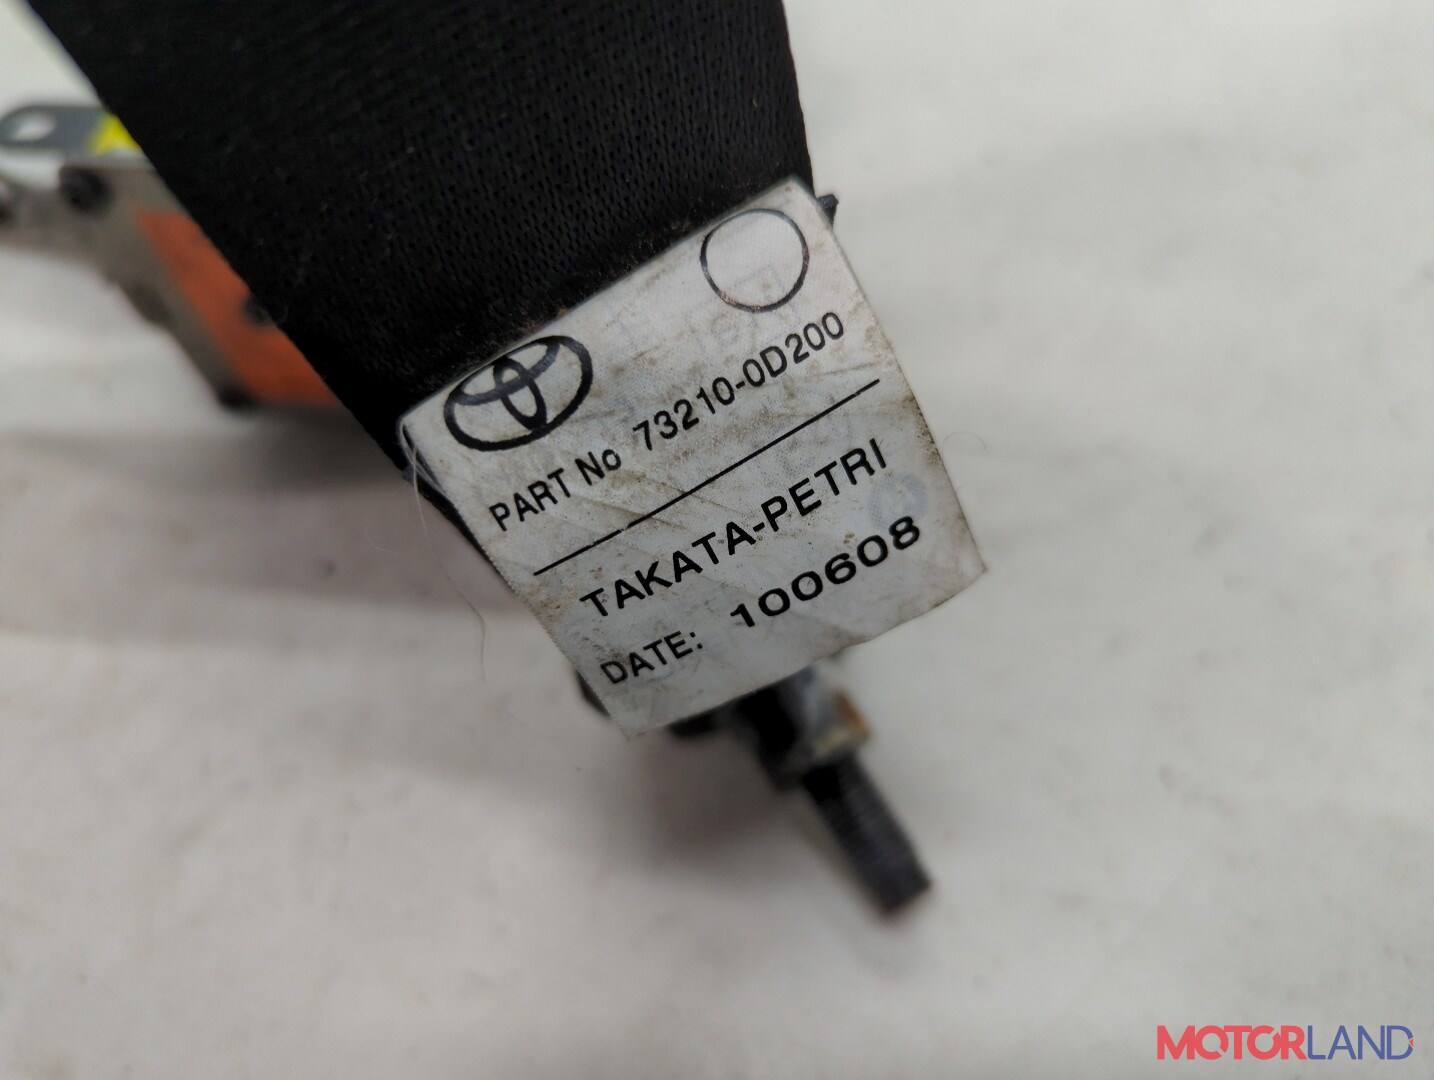 PART No 73210-0D200
TAKATA-PETRI
DATE: 100608
MOTORLAND